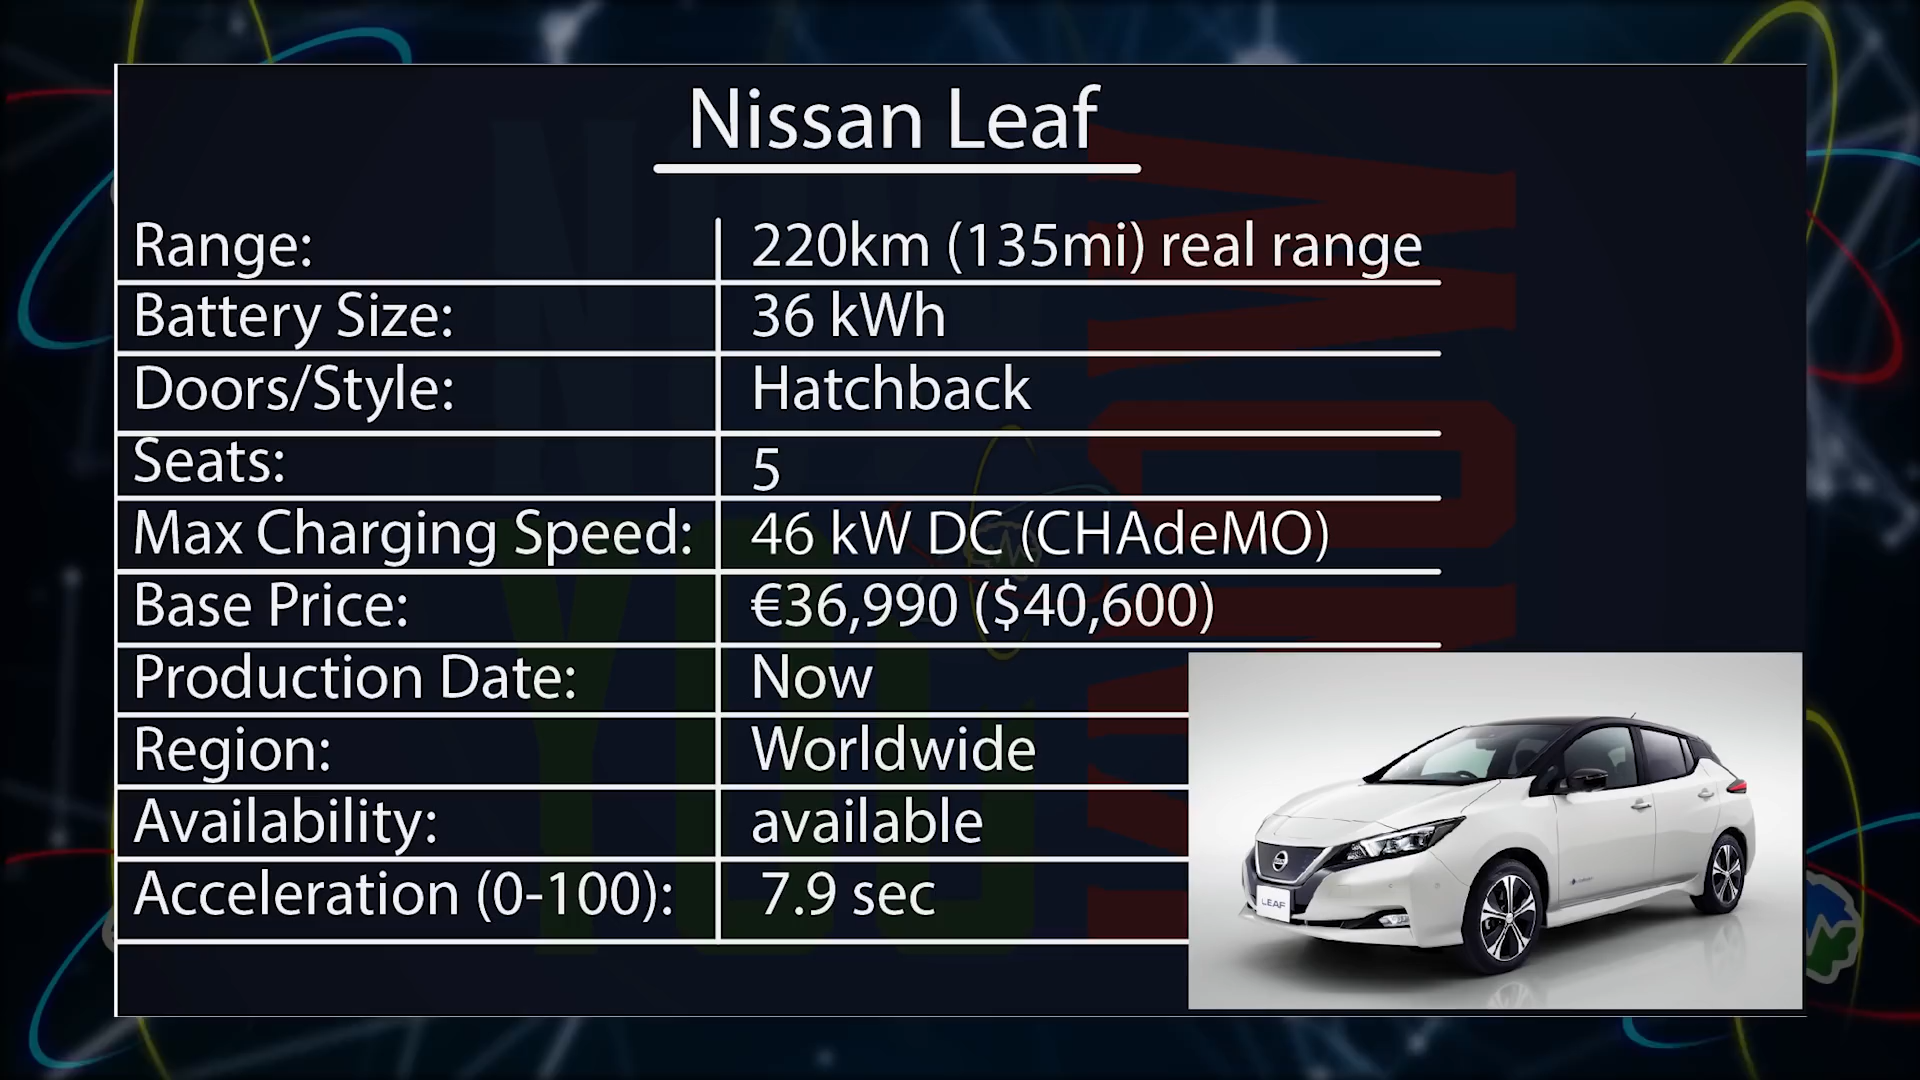 Nissan Leaf
Range: 220km (135mi) real range
Battery Size: 36 kWh
Doors/Style: Hatchback
Seats: 5
Max Charging Speed: 46 kW DC (CHAdeMO)
Base Price: €36,990 ($40,600)
Production Date: Now
Region: Worldwide
Availability: available
Acceleration (0-100): 7.9 sec
LEAF